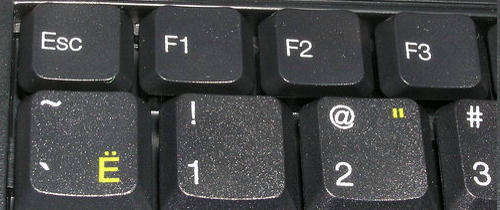 Esc F1 F2 F3
~ ! @ " #
` Ё 1 2 3